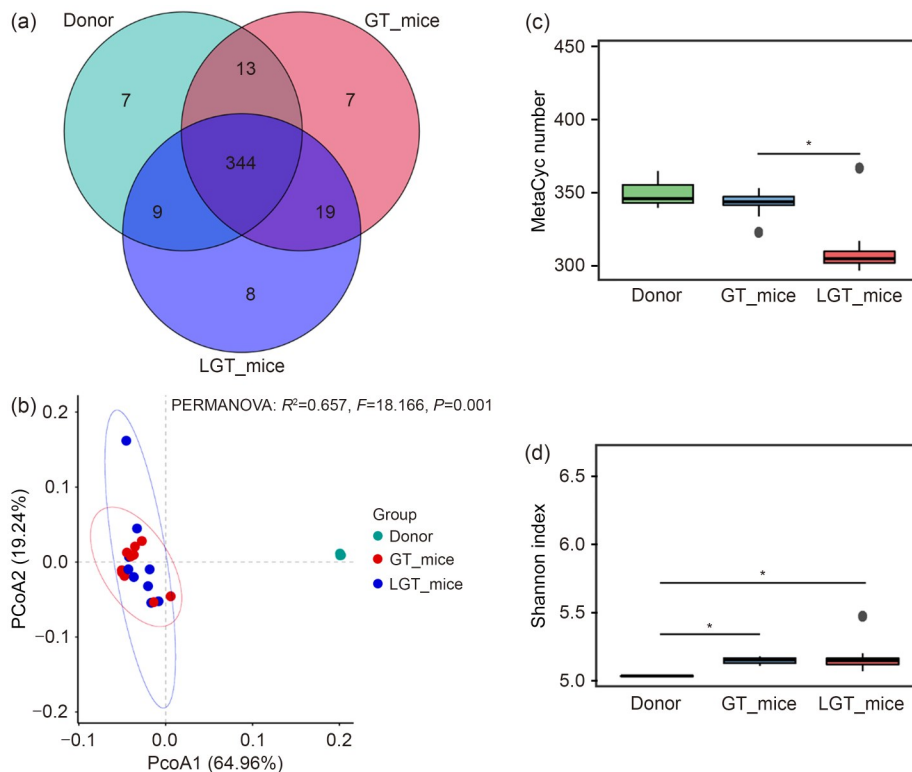 (a)
Donor
GT_mice
13
7
7
344
9
19
8
LGT_mice
(b)
PERMANOVA: R²=0.657, F=18.166, P=0.001
0.2
0.1
0.0
−0.1
−0.2
PCoA2 (19.24%)
−0.1
0.0
0.1
0.2
PcoA1 (64.96%)
Group
Donor
GT_mice
LGT_mice
(c)
450
400
350
300
MetaCyc number
*
Donor
GT_mice
LGT_mice
(d)
6.5
6.0
5.5
5.0
Shannon index
*
*
Donor
GT_mice
LGT_mice